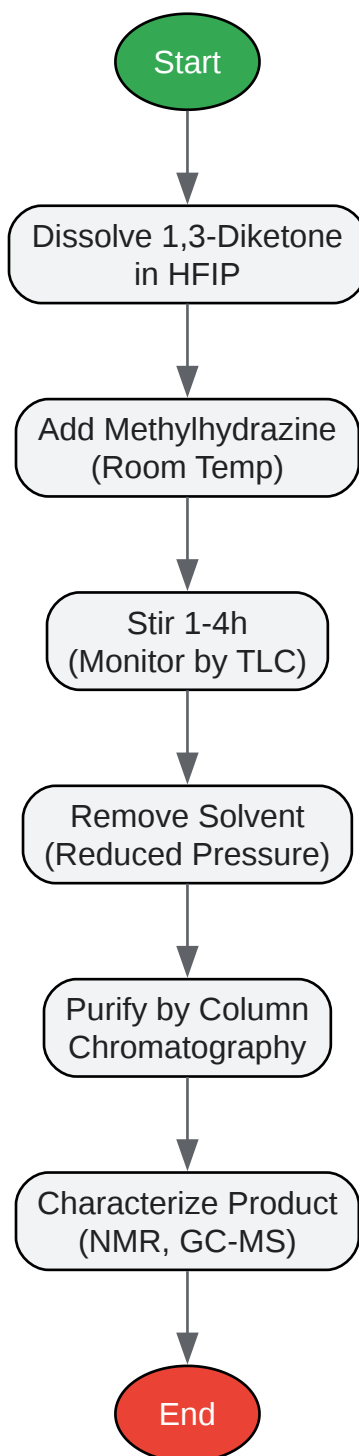 Start
Dissolve 1,3-Diketone
in HFIP
Add Methylhydrazine
(Room Temp)
Stir 1-4h
(Monitor by TLC)
Remove Solvent
(Reduced Pressure)
Purify by Column
Chromatography
Characterize Product
(NMR, GC-MS)
End